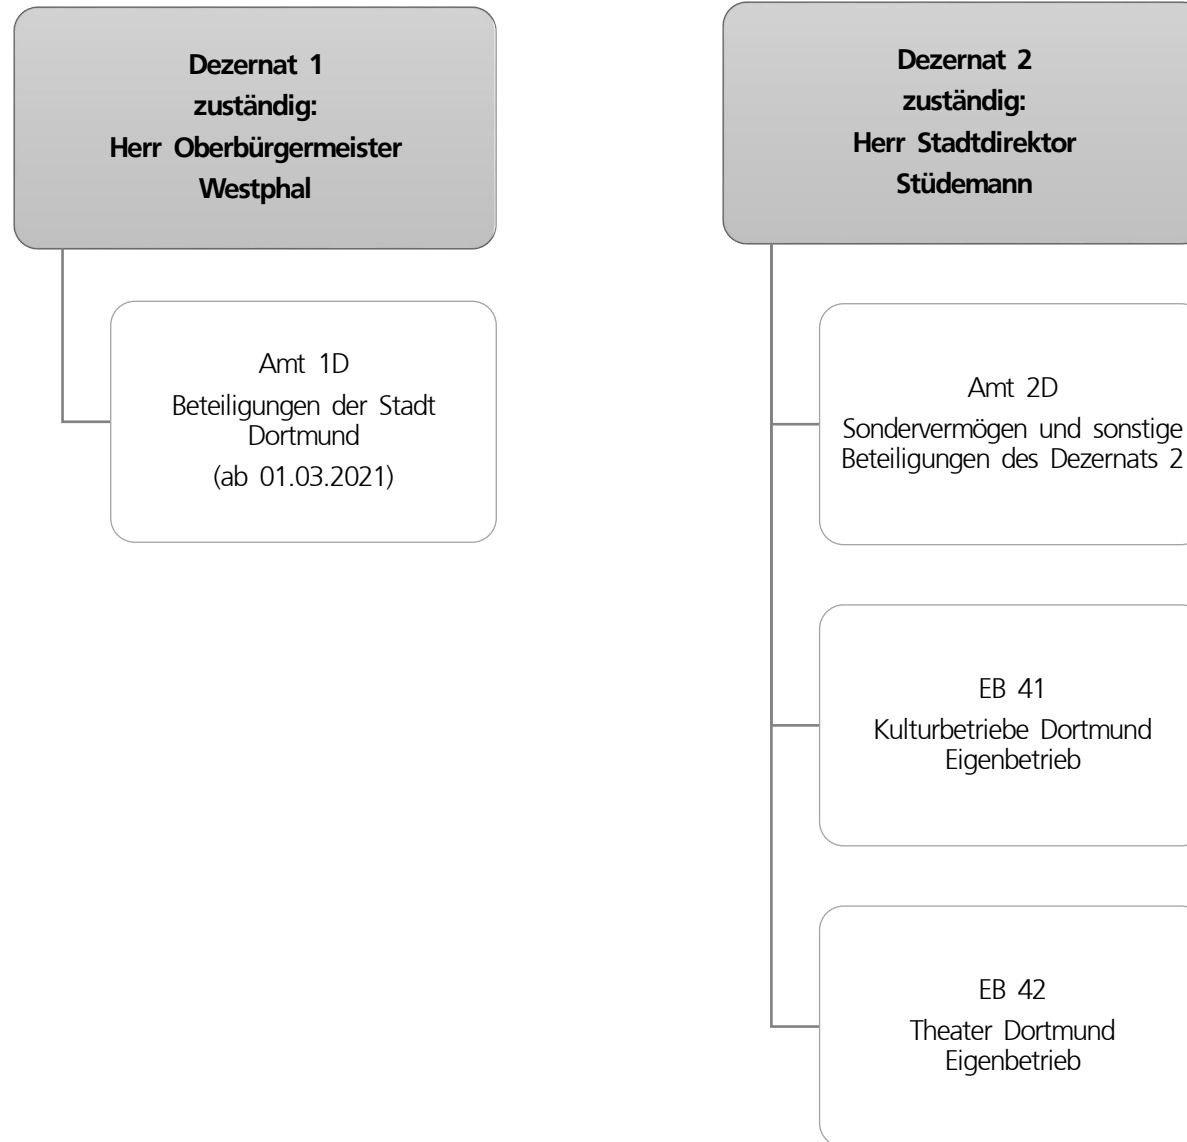 Dezernat 1
zuständig:
Herr Oberbürgermeister
Westphal
Amt 1D
Beteiligungen der Stadt
Dortmund
(ab 01.03.2021)
Dezernat 2
zuständig:
Herr Stadtdirektor
Stüdemann
Amt 2D
Sondervermögen und sonstige
Beteiligungen des Dezernats 2
EB 41
Kulturbetriebe Dortmund
Eigenbetrieb
EB 42
Theater Dortmund
Eigenbetrieb